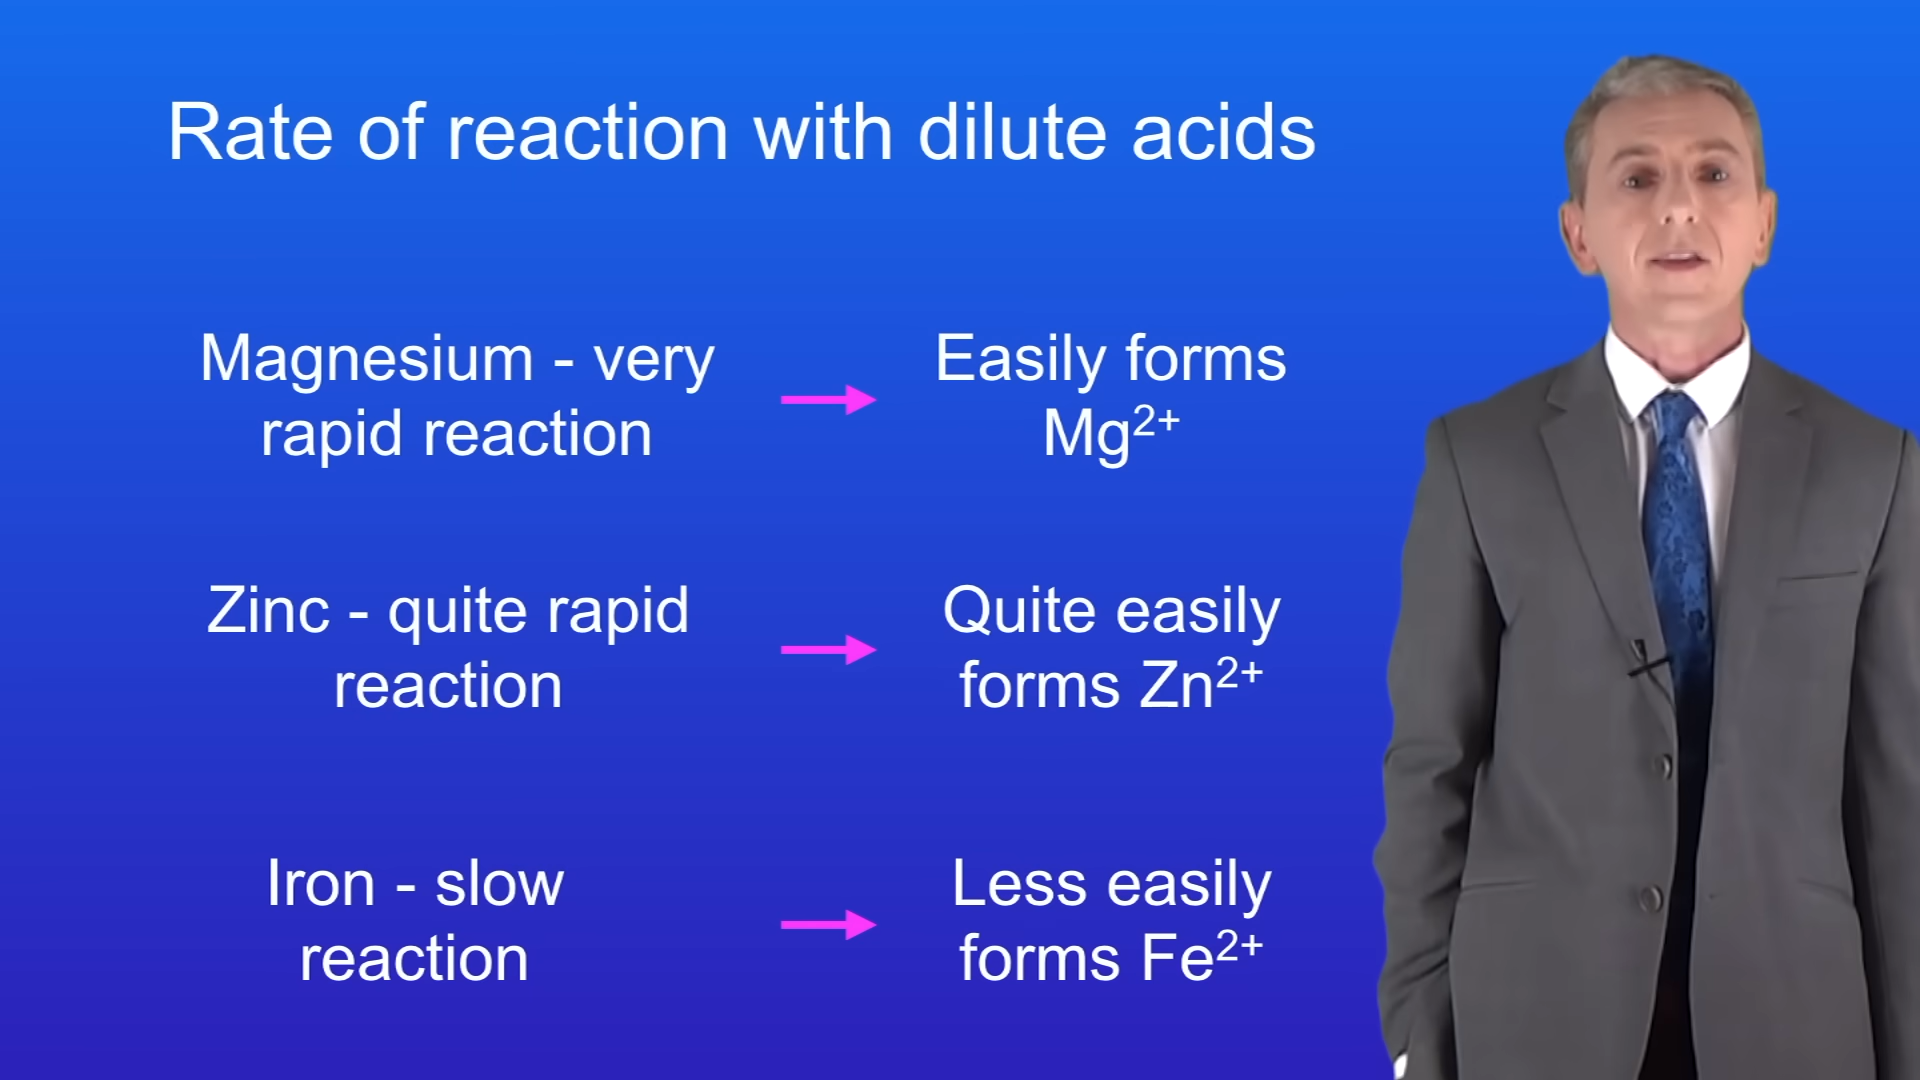 Rate of reaction with dilute acids
Magnesium - very
rapid reaction
Easily forms
Mg²⁺
Zinc - quite rapid
reaction
Quite easily
forms Zn²⁺
Iron - slow
reaction
Less easily
forms Fe²⁺